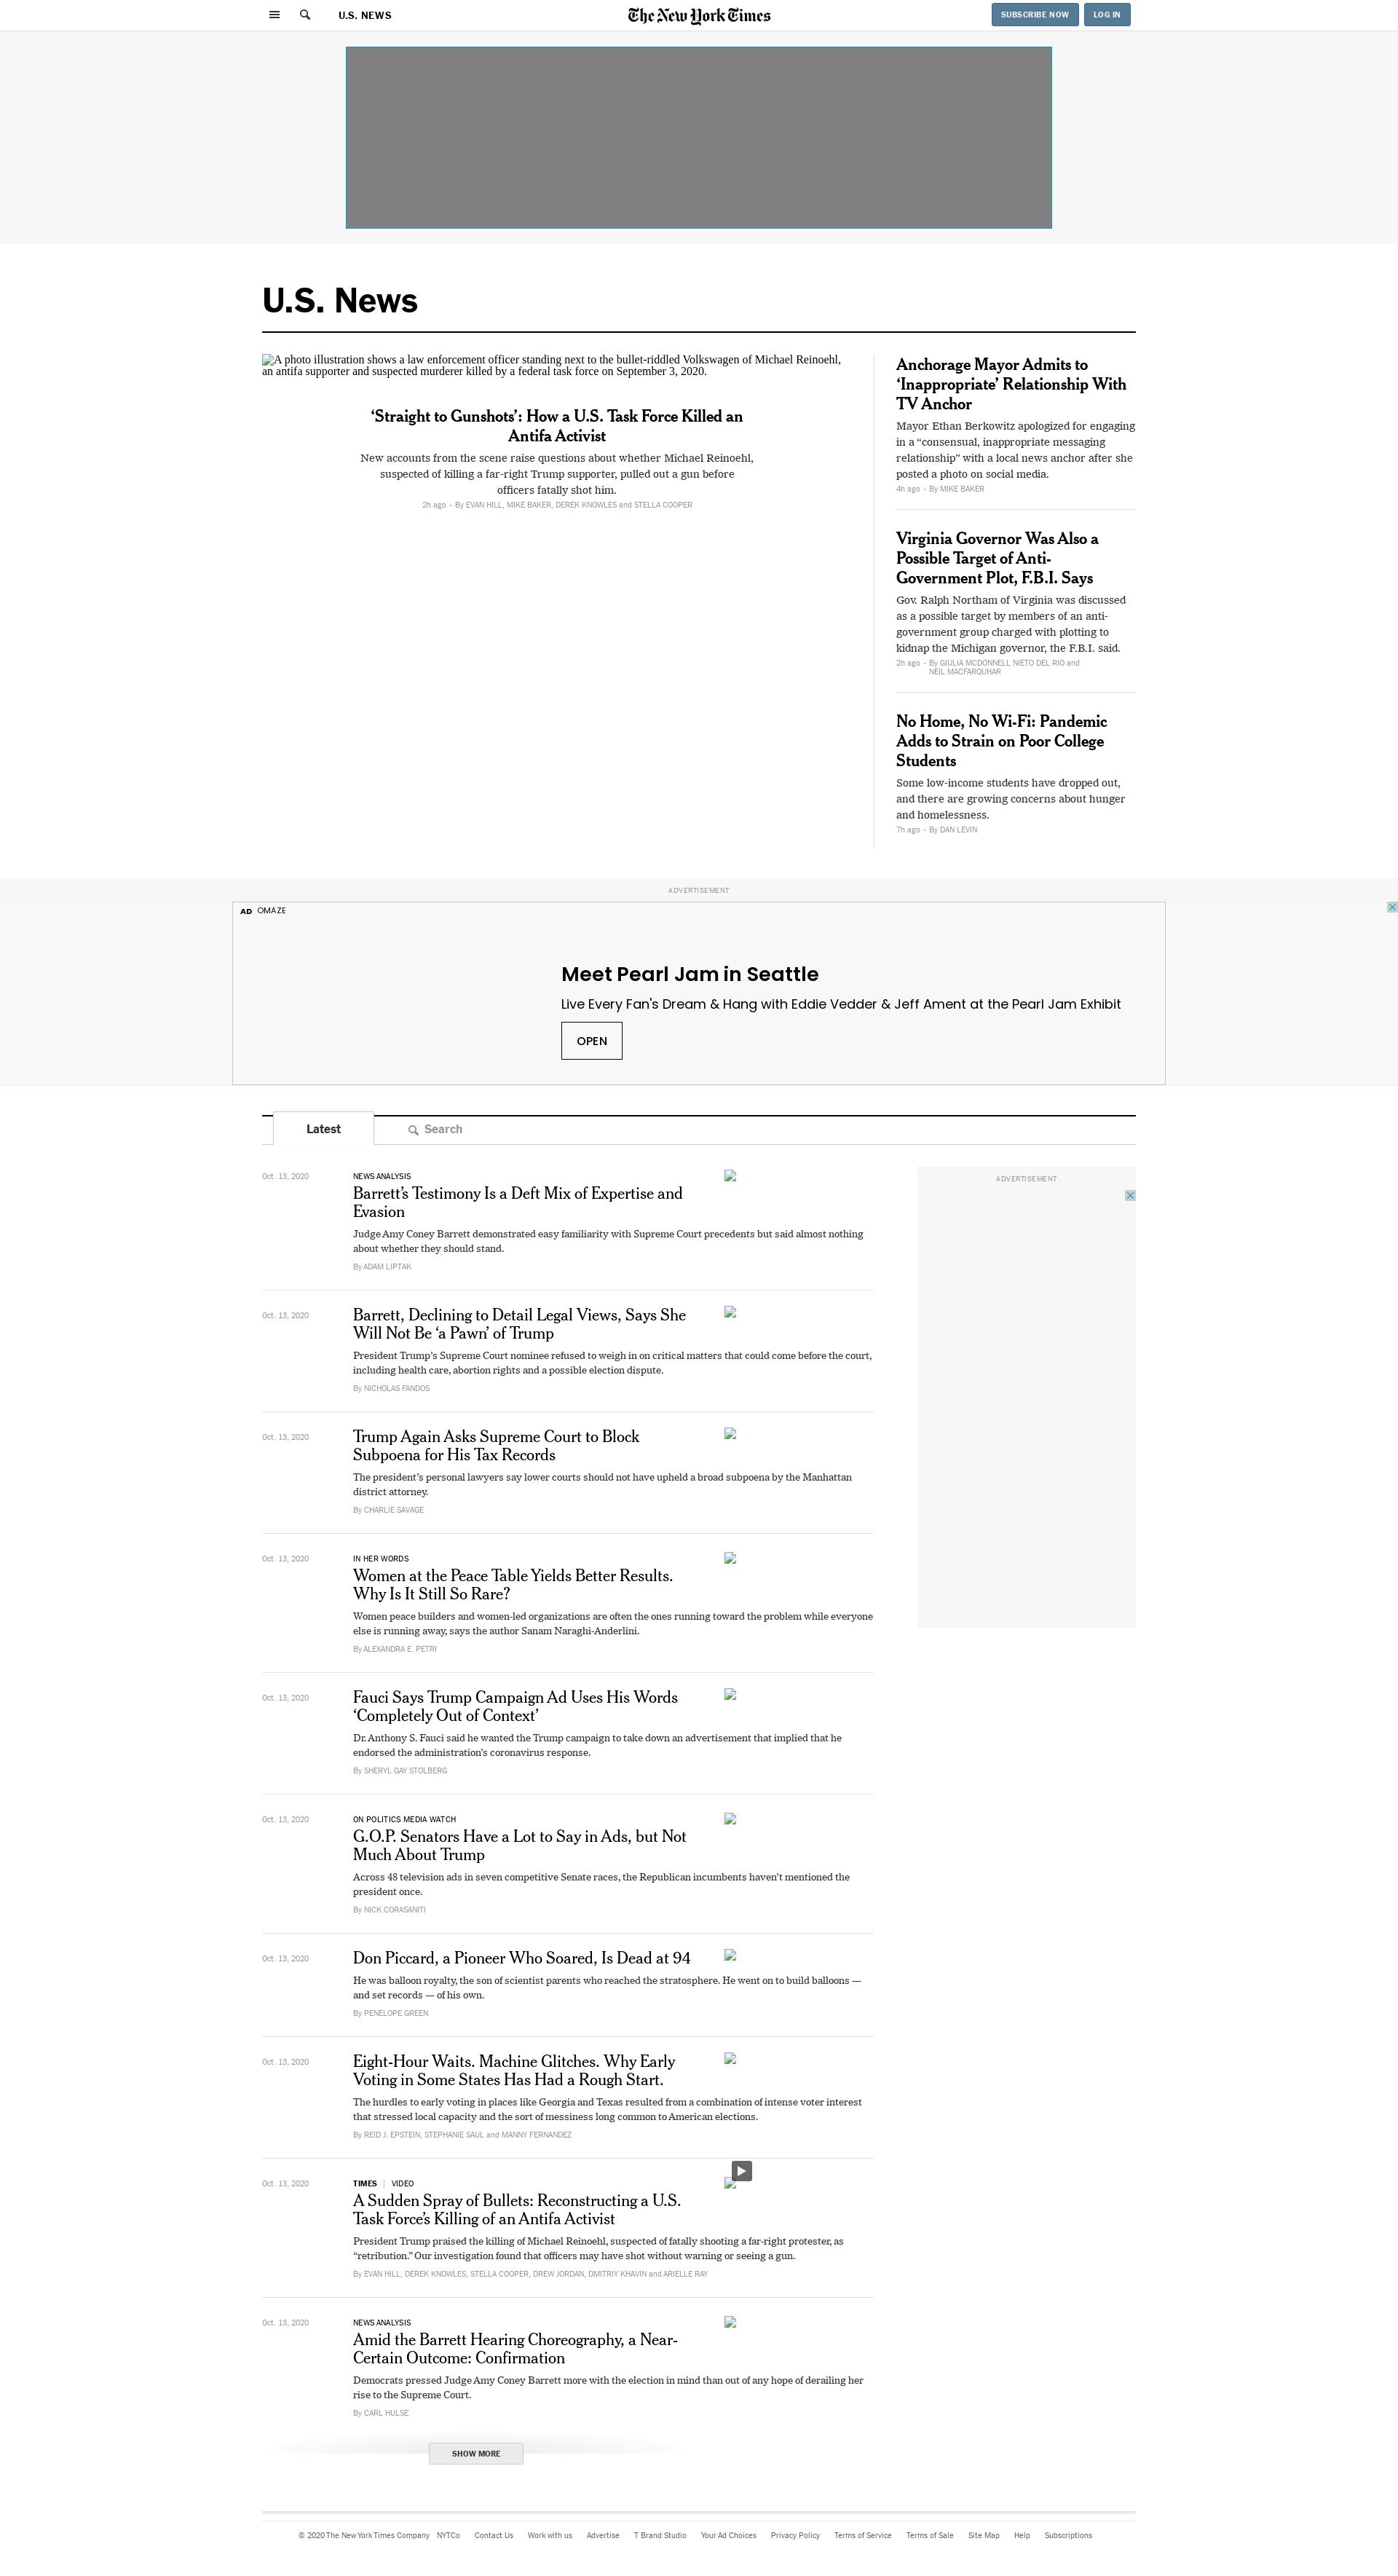 U.S. NEWS
The New York Times
SUBSCRIBE NOW
LOG IN
U.S. News
A photo illustration shows a law enforcement officer standing next to the bullet-riddled Volkswagen of Michael Reinoehl,
an antifa supporter and suspected murderer killed by a federal task force on September 3, 2020.
‘Straight to Gunshots’: How a U.S. Task Force Killed an
Antifa Activist
New accounts from the scene raise questions about whether Michael Reinoehl,
suspected of killing a far-right Trump supporter, pulled out a gun before
officers fatally shot him.
2h ago • By EVAN HILL, MIKE BAKER, DEREK KNOWLES and STELLA COOPER
Anchorage Mayor Admits to
‘Inappropriate’ Relationship With
TV Anchor
Mayor Ethan Berkowitz apologized for engaging
in a “consensual, inappropriate messaging
relationship” with a local news anchor after she
posted a photo on social media.
4h ago • By MIKE BAKER
Virginia Governor Was Also a
Possible Target of Anti-
Government Plot, F.B.I. Says
Gov. Ralph Northam of Virginia was discussed
as a possible target by members of an anti-
government group charged with plotting to
kidnap the Michigan governor, the F.B.I. said.
2h ago • By GIULIA MCDONNELL NIETO DEL RIO and
NEIL MACFARQUHAR
No Home, No Wi-Fi: Pandemic
Adds to Strain on Poor College
Students
Some low-income students have dropped out,
and there are growing concerns about hunger
and homelessness.
7h ago • By DAN LEVIN
ADVERTISEMENT
AD OMAZE
Meet Pearl Jam in Seattle
Live Every Fan's Dream & Hang with Eddie Vedder & Jeff Ament at the Pearl Jam Exhibit
OPEN
Latest
Search
ADVERTISEMENT
Oct. 13, 2020
NEWS ANALYSIS
Barrett’s Testimony Is a Deft Mix of Expertise and
Evasion
Judge Amy Coney Barrett demonstrated easy familiarity with Supreme Court precedents but said almost nothing
about whether they should stand.
By ADAM LIPTAK
Oct. 13, 2020
Barrett, Declining to Detail Legal Views, Says She
Will Not Be ‘a Pawn’ of Trump
President Trump’s Supreme Court nominee refused to weigh in on critical matters that could come before the court,
including health care, abortion rights and a possible election dispute.
By NICHOLAS FANDOS
Oct. 13, 2020
Trump Again Asks Supreme Court to Block
Subpoena for His Tax Records
The president’s personal lawyers say lower courts should not have upheld a broad subpoena by the Manhattan
district attorney.
By CHARLIE SAVAGE
Oct. 13, 2020
IN HER WORDS
Women at the Peace Table Yields Better Results.
Why Is It Still So Rare?
Women peace builders and women-led organizations are often the ones running toward the problem while everyone
else is running away, says the author Sanam Naraghi-Anderlini.
By ALEXANDRA E. PETRI
Oct. 13, 2020
Fauci Says Trump Campaign Ad Uses His Words
‘Completely Out of Context’
Dr. Anthony S. Fauci said he wanted the Trump campaign to take down an advertisement that implied that he
endorsed the administration’s coronavirus response.
By SHERYL GAY STOLBERG
Oct. 13, 2020
ON POLITICS MEDIA WATCH
G.O.P. Senators Have a Lot to Say in Ads, but Not
Much About Trump
Across 48 television ads in seven competitive Senate races, the Republican incumbents haven’t mentioned the
president once.
By NICK CORASANITI
Oct. 13, 2020
Don Piccard, a Pioneer Who Soared, Is Dead at 94
He was balloon royalty, the son of scientist parents who reached the stratosphere. He went on to build balloons —
and set records — of his own.
By PENELOPE GREEN
Oct. 13, 2020
Eight-Hour Waits. Machine Glitches. Why Early
Voting in Some States Has Had a Rough Start.
The hurdles to early voting in places like Georgia and Texas resulted from a combination of intense voter interest
that stressed local capacity and the sort of messiness long common to American elections.
By REID J. EPSTEIN, STEPHANIE SAUL and MANNY FERNANDEZ
Oct. 13, 2020
TIMES | VIDEO
A Sudden Spray of Bullets: Reconstructing a U.S.
Task Force’s Killing of an Antifa Activist
President Trump praised the killing of Michael Reinoehl, suspected of fatally shooting a far-right protester, as
“retribution.” Our investigation found that officers may have shot without warning or seeing a gun.
By EVAN HILL, DEREK KNOWLES, STELLA COOPER, DREW JORDAN, DMITRIY KHAVIN and ARIELLE RAY
Oct. 13, 2020
NEWS ANALYSIS
Amid the Barrett Hearing Choreography, a Near-
Certain Outcome: Confirmation
Democrats pressed Judge Amy Coney Barrett more with the election in mind than out of any hope of derailing her
rise to the Supreme Court.
By CARL HULSE
SHOW MORE
© 2020 The New York Times Company NYTCo Contact Us Work with us Advertise T Brand Studio Your Ad Choices Privacy Policy Terms of Service Terms of Sale Site Map Help Subscriptions